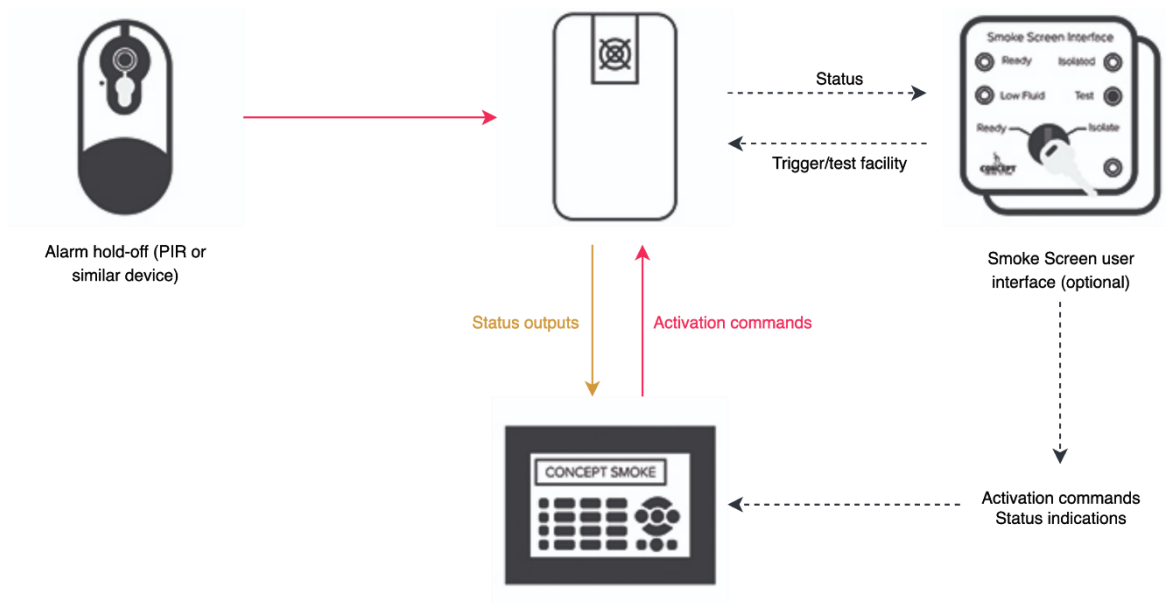 Smoke Screen Interface
Ready
Isolated
Low Fluid
Test
Ready
Isolate
CONCEPT
Status
Trigger/test facility
Alarm hold-off (PIR or
similar device)
Smoke Screen user
interface (optional)
Status outputs
Activation commands
CONCEPT SMOKE
Activation commands
Status indications